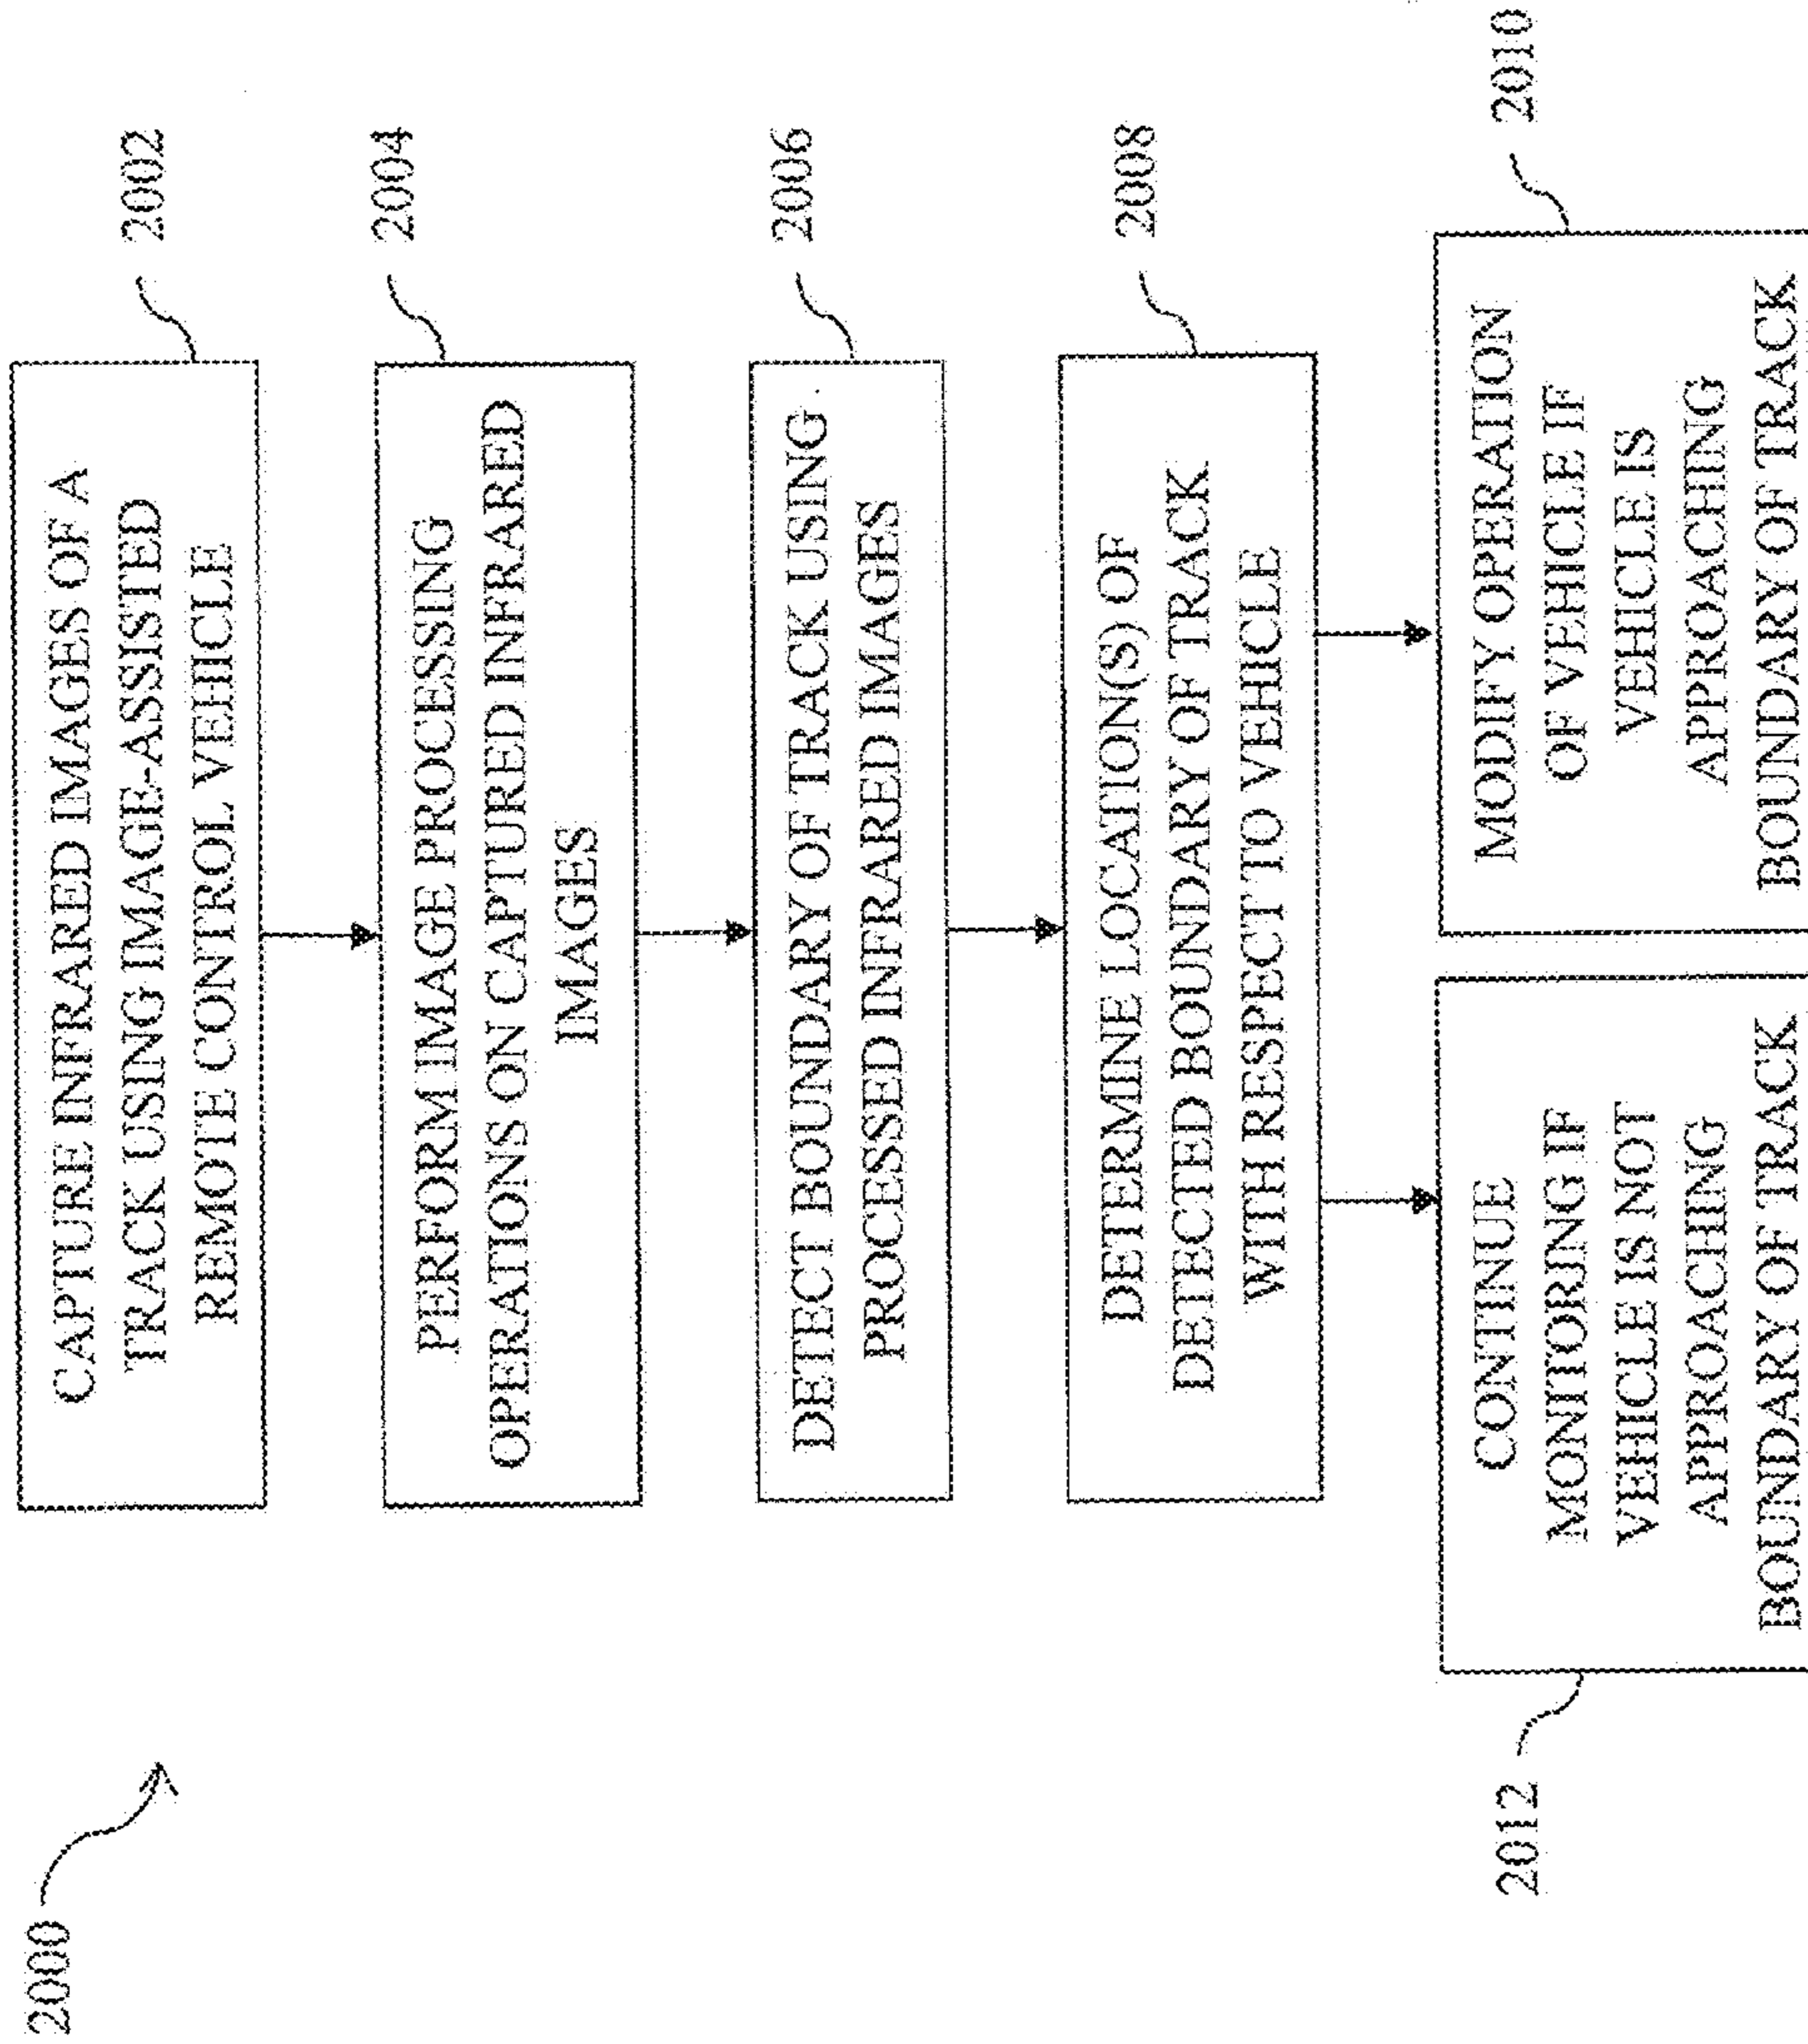 2000
CAPTURE INFRARED IMAGES OF A
TRACK USING IMAGE-ASSISTED
REMOTE CONTROL VEHICLE
2002
PERFORM IMAGE PROCESSING
OPERATIONS ON CAPTURED INFRARED
IMAGES
2004
DETECT BOUNDARY OF TRACK USING
PROCESSED INFRARED IMAGES
2006
DETERMINE LOCATION(S) OF
DETECTED BOUNDARY OF TRACK
WITH RESPECT TO VEHICLE
2008
2012
CONTINUE
MONITORING IF
VEHICLE IS NOT
APPROACHING
BOUNDARY OF TRACK
MODIFY OPERATION
OF VEHICLE IF
VEHICLE IS
APPROACHING
BOUNDARY OF TRACK
2010